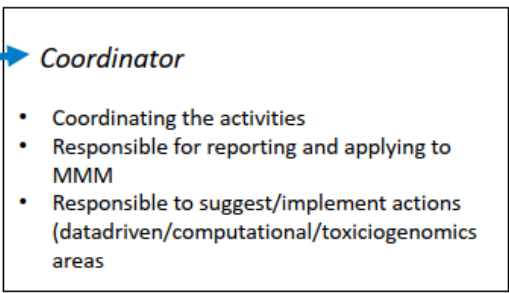 Coordinator
• Coordinating the activities
• Responsible for reporting and applying to
MMM
• Responsible to suggest/implement actions
(datadriven/computational/toxiciogenomics
areas